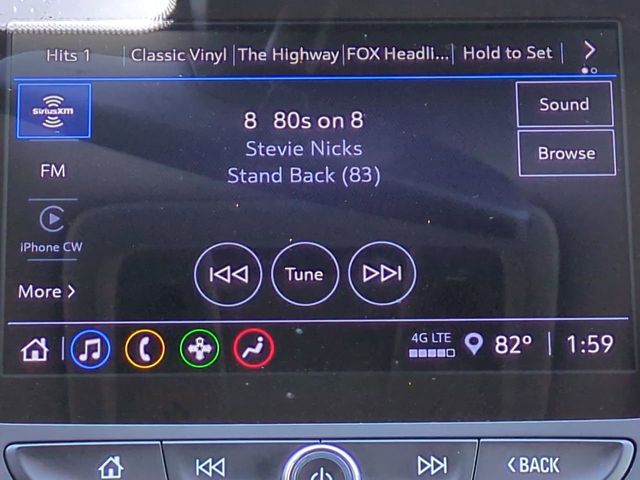 Hits 1 Classic Vinyl The Highway FOX Headli... Hold to Set
SiriusXM
8 80s on 8
Sound
Stevie Nicks
Browse
Stand Back (83)
FM
iPhone CW
More
Tune
4G LTE
82° 1:59
BACK